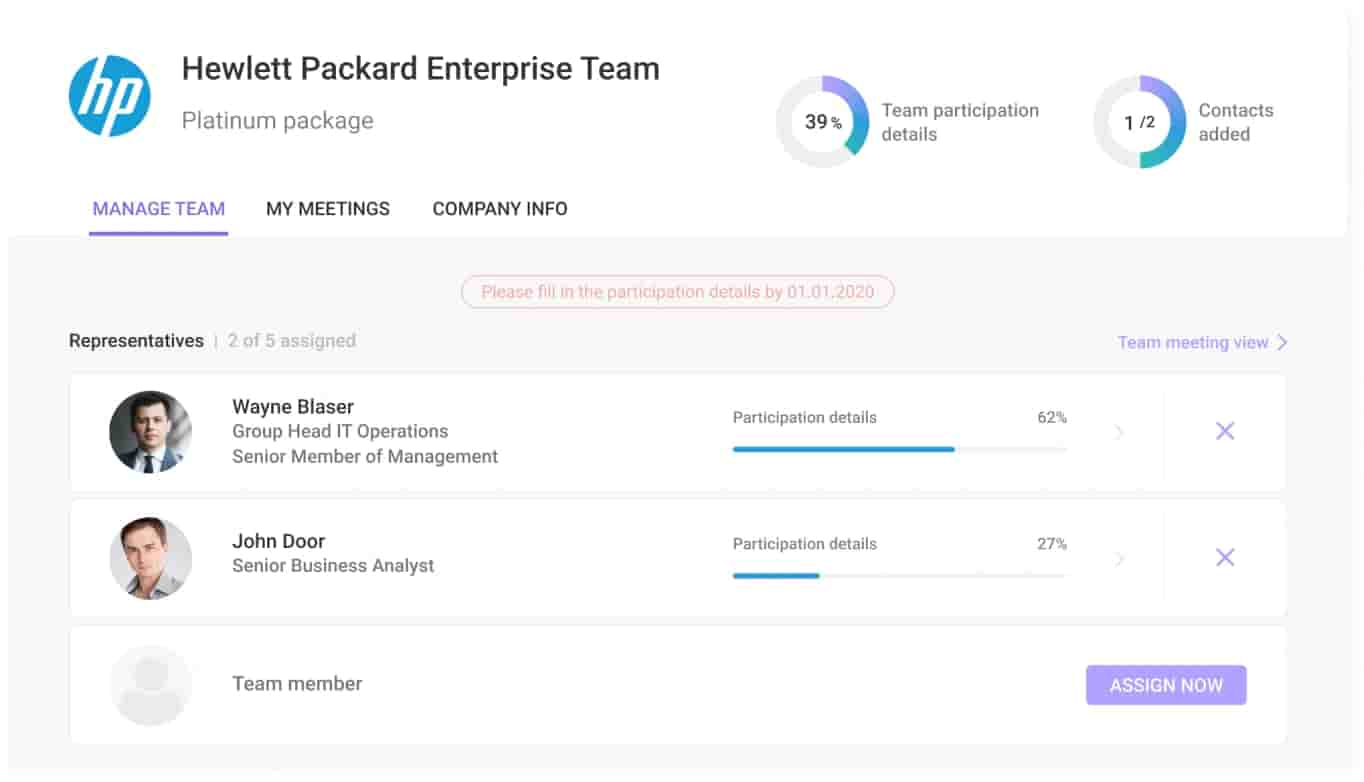 hp
Hewlett Packard Enterprise Team
Platinum package
39 %
Team participation
details
1 /2
Contacts
added
MANAGE TEAM
MY MEETINGS
COMPANY INFO
Please fill in the participation details by 01.01.2020
Representatives | 2 of 5 assigned
Team meeting view
Wayne Blaser
Group Head IT Operations
Senior Member of Management
Participation details
62%
John Door
Senior Business Analyst
Participation details
27%
Team member
ASSIGN NOW